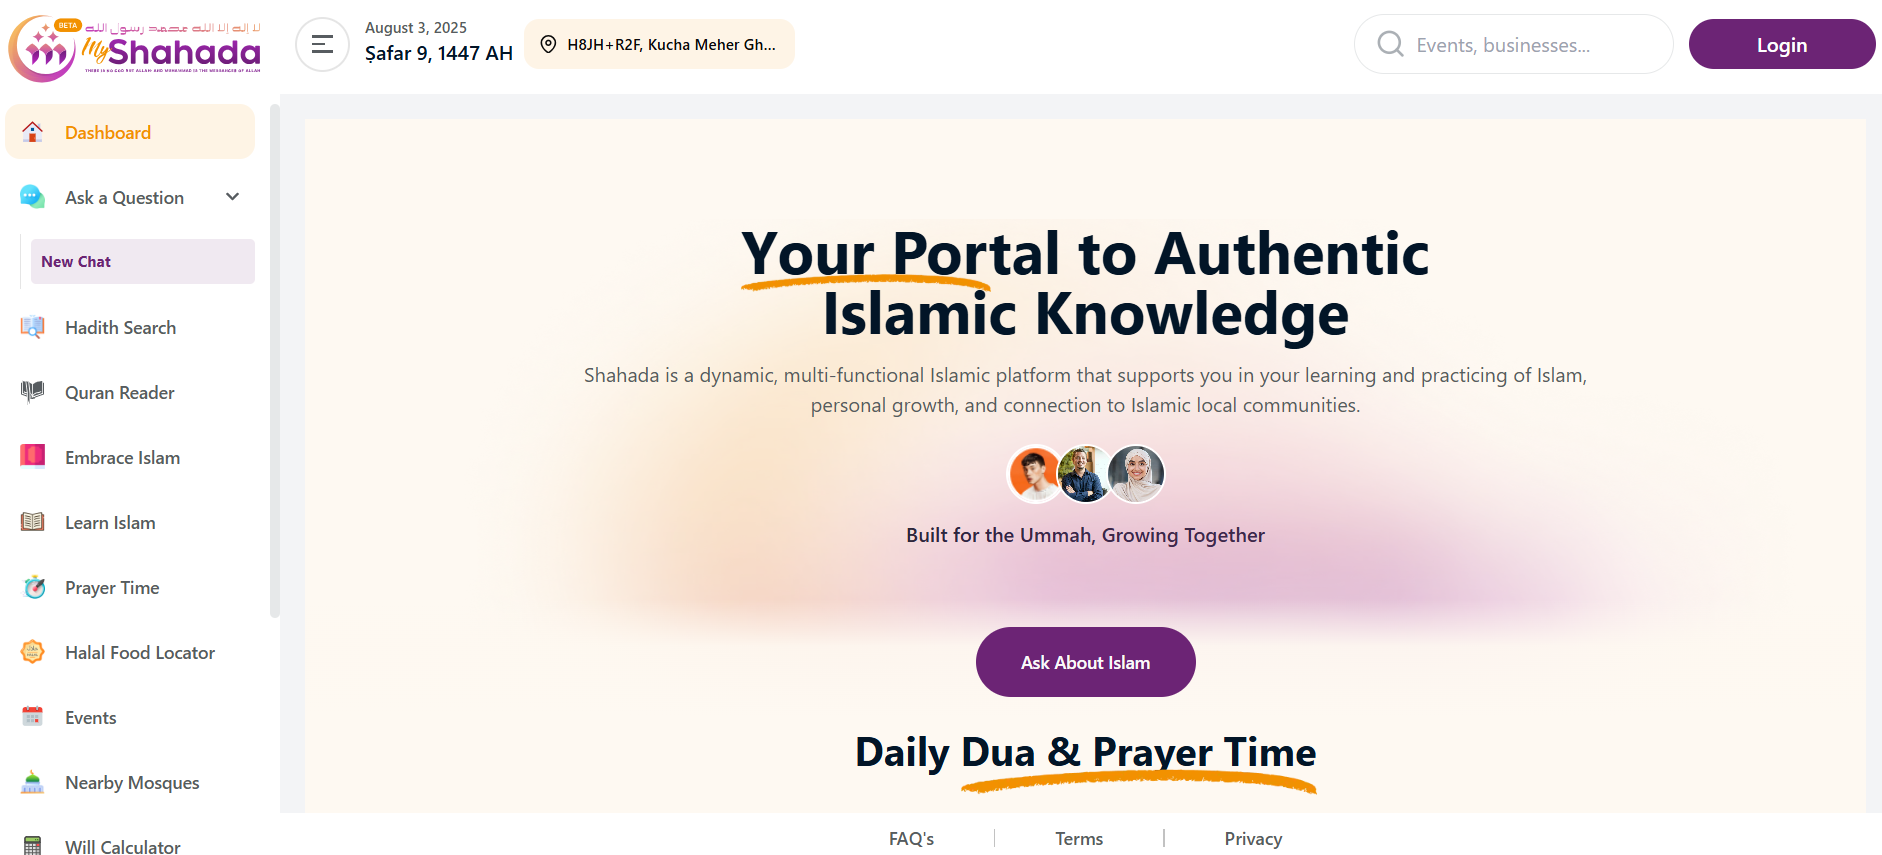 BETA
لا إله إلا الله محمد رسول الله
MyShahada
THERE IS NO GOD BUT ALLAH AND MUHAMMAD IS THE MESSENGER OF ALLAH
August 3, 2025
Ṣafar 9, 1447 AH
H8JH+R2F, Kucha Meher Gh...
Events, businesses...
Login
Dashboard
Ask a Question
New Chat
Hadith Search
Quran Reader
Embrace Islam
Learn Islam
Prayer Time
Halal Food Locator
Events
Nearby Mosques
Will Calculator
Your Portal to Authentic
Islamic Knowledge
Shahada is a dynamic, multi-functional Islamic platform that supports you in your learning and practicing of Islam,
personal growth, and connection to Islamic local communities.
Built for the Ummah, Growing Together
Ask About Islam
Daily Dua & Prayer Time
FAQ's
Terms
Privacy